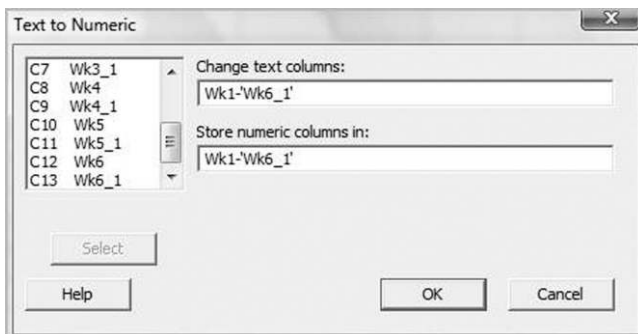 Text to Numeric
C7 Wk3_1
C8 Wk4
C9 Wk4_1
C10 Wk5
C11 Wk5_1
C12 Wk6
C13 Wk6_1
Change text columns:
Wk1-'Wk6_1'
Store numeric columns in:
Wk1-'Wk6_1'
Select
Help
OK
Cancel